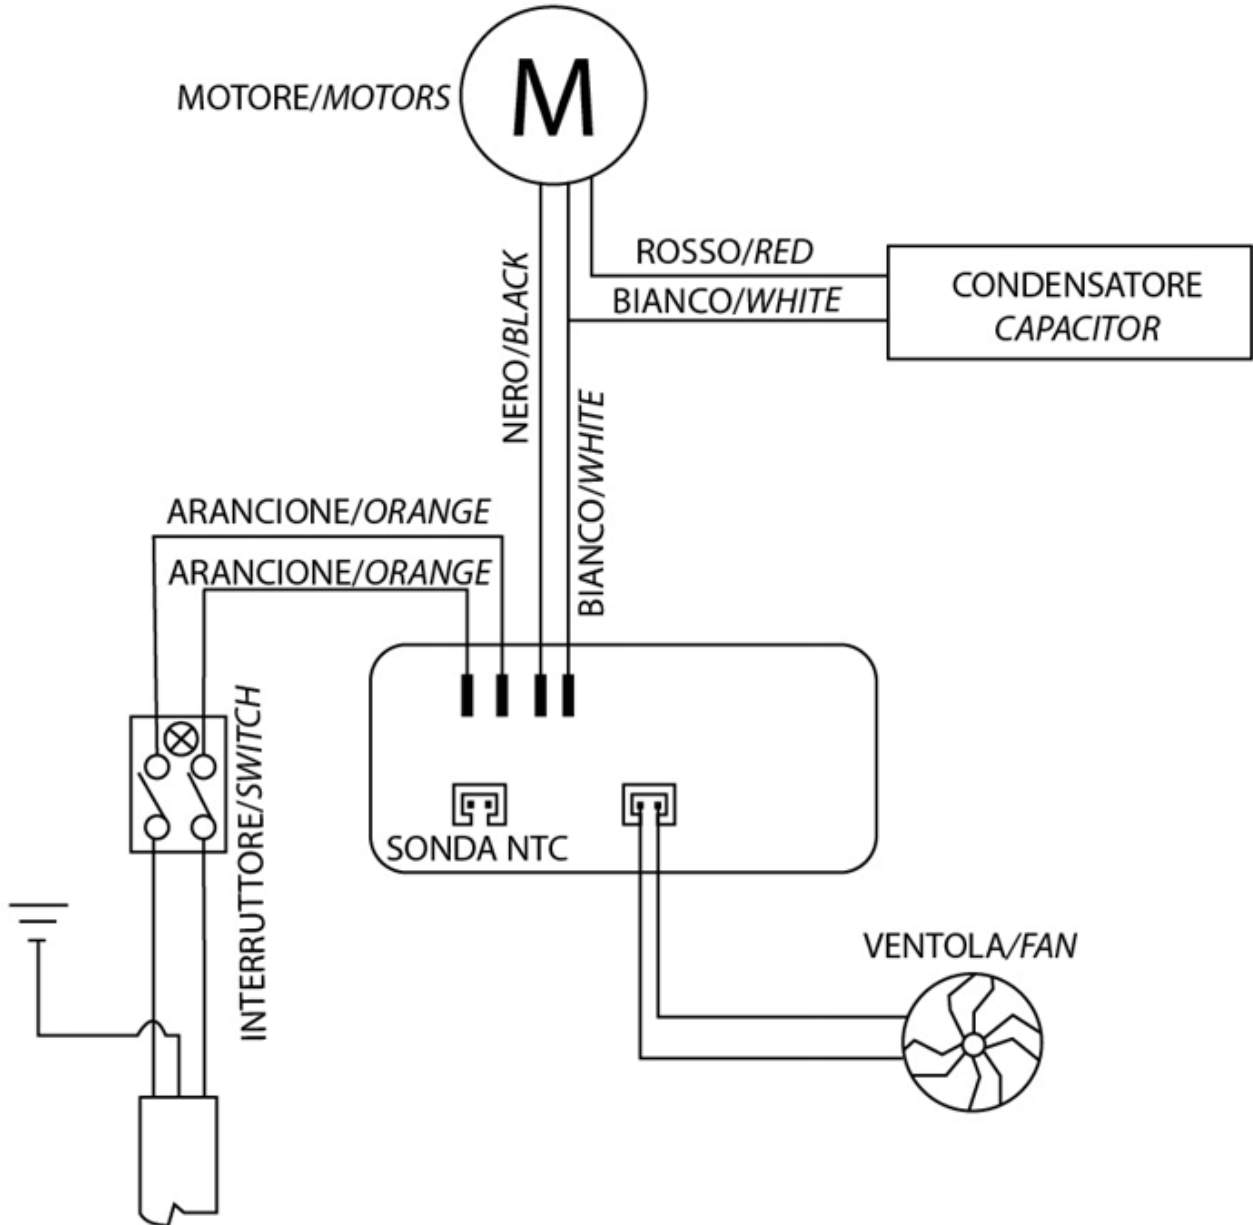 M
MOTORE/MOTORS
ROSSO/RED
BIANCO/WHITE
CONDENSATORE
CAPACITOR
NERO/BLACK
BIANCO/WHITE
ARANCIONE/ORANGE
ARANCIONE/ORANGE
INTERRUTTORE/SWITCH
SONDA NTC
VENTOLA/FAN